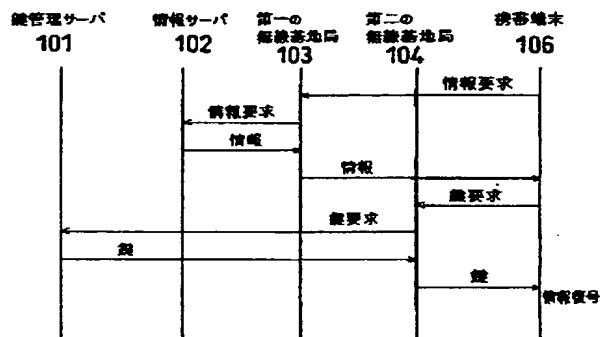 鍵管理サーバ
101
情報サーバ
102
第一の
無線基地局
103
第二の
無線基地局
104
携帯端末
106
情報要求
情報要求
情報
情報
鍵要求
鍵要求
鍵
鍵
情報復号